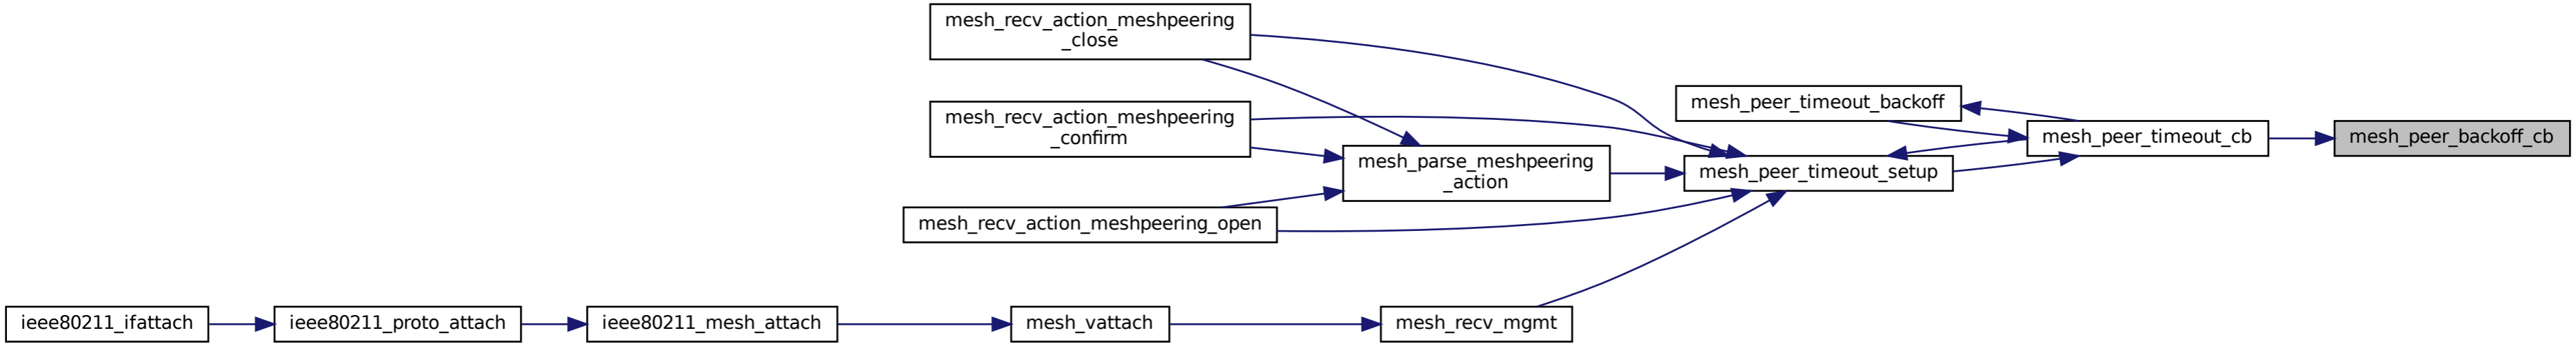 mesh_recv_action_meshpeering
_close
mesh_recv_action_meshpeering
_confirm
mesh_peer_timeout_backoff
mesh_peer_timeout_cb
mesh_peer_backoff_cb
mesh_parse_meshpeering
_action
mesh_peer_timeout_setup
mesh_recv_action_meshpeering_open
ieee80211_ifattach
ieee80211_proto_attach
ieee80211_mesh_attach
mesh_vattach
mesh_recv_mgmt